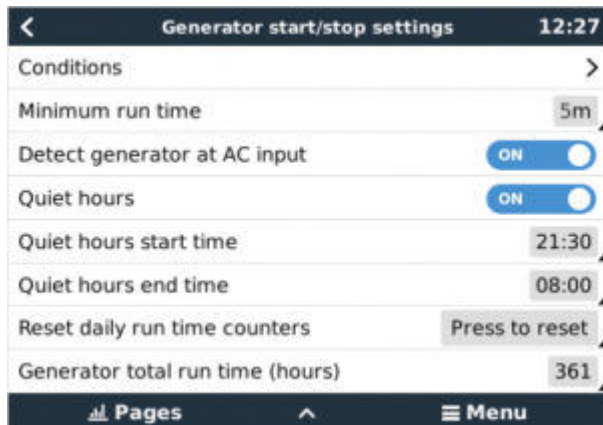 Generator start/stop settings 12:27
Conditions
Minimum run time 5m
Detect generator at AC input ON
Quiet hours ON
Quiet hours start time 21:30
Quiet hours end time 08:00
Reset daily run time counters Press to reset
Generator total run time (hours) 361
Pages Menu